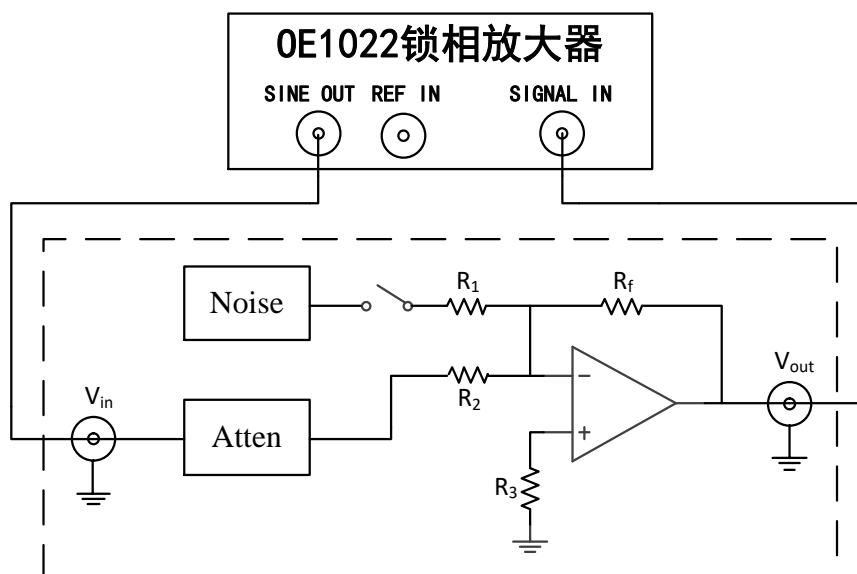 OE1022锁相放大器
SINE OUT REF IN SIGNAL IN
Noise
R1
Rf
Vin
Atten
R2
Vout
R3